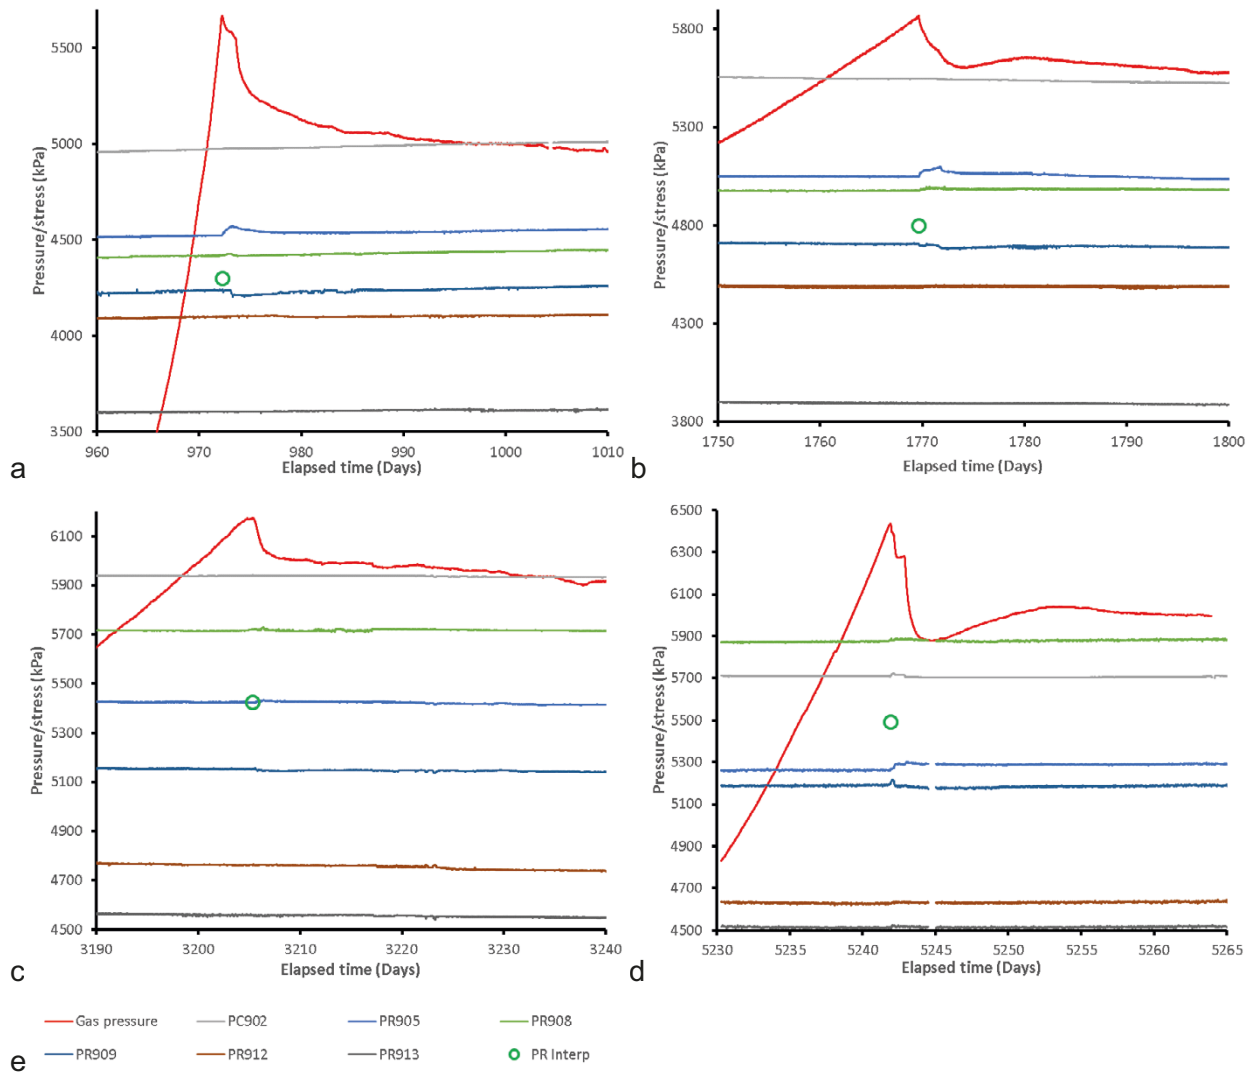 5500
5000
4500
4000
3500
Pressure/stress (kPa)
960 970 980 990 1000 1010
Elapsed time (Days)
a
5800
5300
4800
4300
3800
Pressure/stress (kPa)
1750 1760 1770 1780 1790 1800
Elapsed time (Days)
b
6100
5900
5700
5500
5300
5100
4900
4700
4500
Pressure/stress (kPa)
3190 3200 3210 3220 3230 3240
Elapsed time (Days)
c
6500
6300
6100
5900
5700
5500
5300
5100
4900
4700
4500
Pressure/stress (kPa)
5230 5235 5240 5245 5250 5255 5260 5265
Elapsed time (Days)
d
Gas pressure PC902 PR905 PR908
PR909 PR912 PR913 PR Interp
e